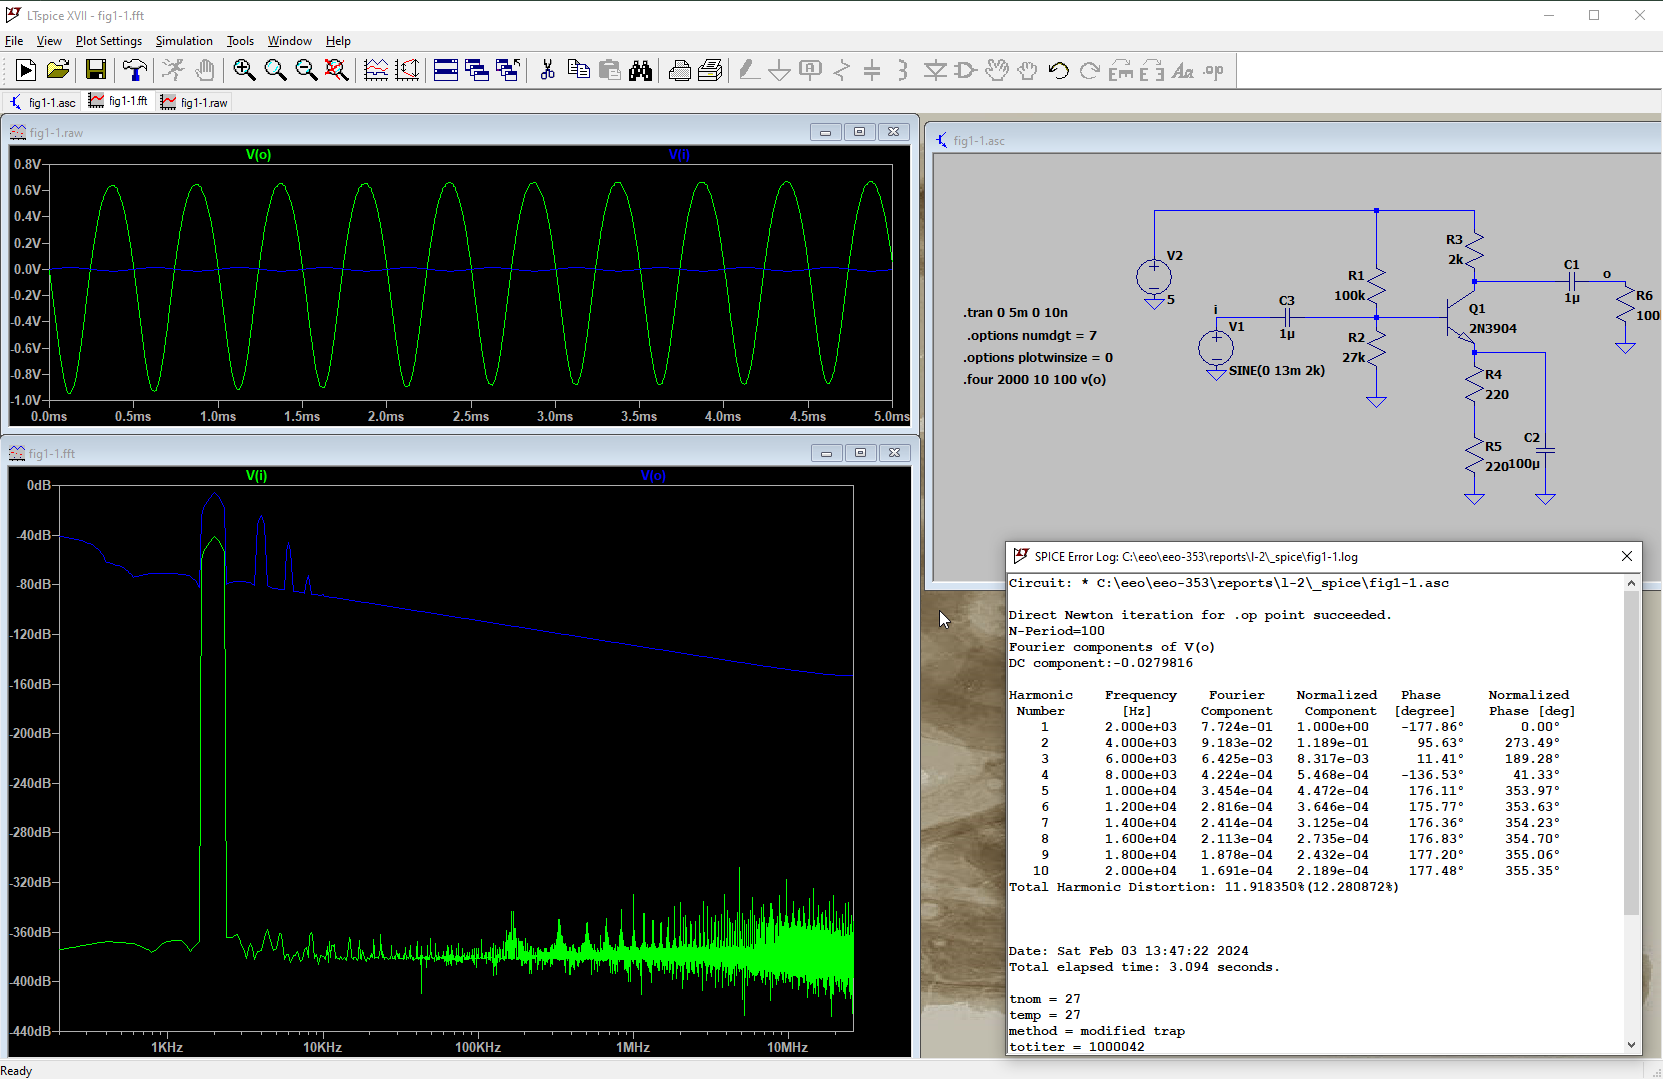 LTspice XVII - fig1-1.fft
File View Plot Settings Simulation Tools Window Help
fig1-1.asc fig1-1.fft fig1-1.raw
fig1-1.raw
V(o) V(i)
0.8V
0.6V
0.4V
0.2V
0.0V
-0.2V
-0.4V
-0.6V
-0.8V
-1.0V
0.0ms 0.5ms 1.0ms 1.5ms 2.0ms 2.5ms 3.0ms 3.5ms 4.0ms 4.5ms 5.0ms
fig1-1.fft
V(i) V(o)
0dB
-40dB
-80dB
-120dB
-160dB
-200dB
-240dB
-280dB
-320dB
-360dB
-400dB
-440dB
1KHz 10KHz 100KHz 1MHz 10MHz
fig1-1.asc
V2
5
R3
2k
R1
100k
C1
1µ
o
R6
100
C3
1µ
i
V1
SINE(0 13m 2k)
Q1
2N3904
R2
27k
R4
220
R5
220
C2
100µ
.tran 0 5m 0 10n
.options numdgt = 7
.options plotwinsize = 0
.four 2000 10 100 v(o)
SPICE Error Log: C:\eeo\eeo-353\reports\l-2\_spice\fig1-1.log
Circuit: * C:\eeo\eeo-353\reports\l-2\_spice\fig1-1.asc
Direct Newton iteration for .op point succeeded.
N-Period=100
Fourier components of V(o)
DC component:-0.0279816
Harmonic Frequency Fourier Normalized Phase Normalized
Number [Hz] Component Component [degree] Phase [deg]
1 2.000e+03 7.724e-01 1.000e+00 -177.86° 0.00°
2 4.000e+03 9.183e-02 1.189e-01 95.63° 273.49°
3 6.000e+03 6.425e-03 8.317e-03 11.41° 189.28°
4 8.000e+03 4.224e-04 5.468e-04 -136.53° 41.33°
5 1.000e+04 3.454e-04 4.472e-04 176.11° 353.97°
6 1.200e+04 2.816e-04 3.646e-04 175.77° 353.63°
7 1.400e+04 2.414e-04 3.125e-04 176.36° 354.23°
8 1.600e+04 2.113e-04 2.735e-04 176.83° 354.70°
9 1.800e+04 1.878e-04 2.432e-04 177.20° 355.06°
10 2.000e+04 1.691e-04 2.189e-04 177.48° 355.35°
Total Harmonic Distortion: 11.918350%(12.280872%)
Date: Sat Feb 03 13:47:22 2024
Total elapsed time: 3.094 seconds.
tnom = 27
temp = 27
method = modified trap
totiter = 1000042
Ready